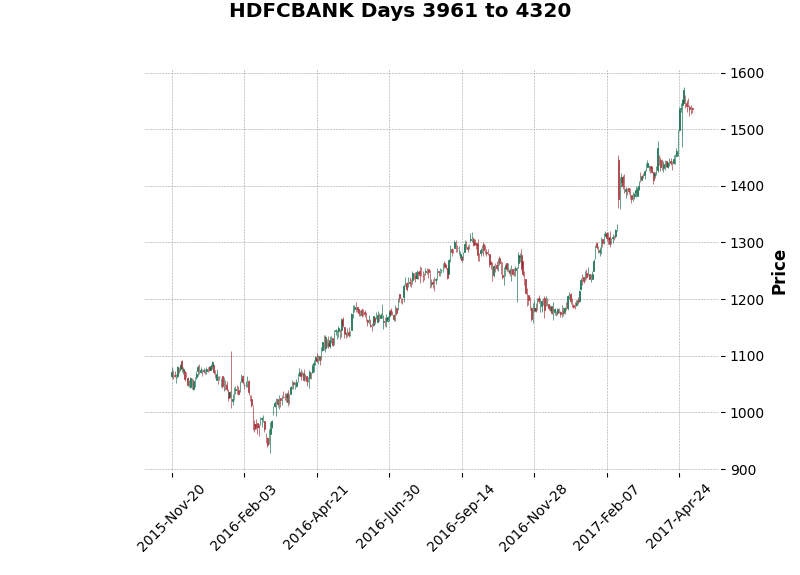 HDFCBANK Days 3961 to 4320
1600
1500
1400
1300
1200
1100
1000
900
Price
2015-Nov-20
2016-Feb-03
2016-Apr-21
2016-Jun-30
2016-Sep-14
2016-Nov-28
2017-Feb-07
2017-Apr-24